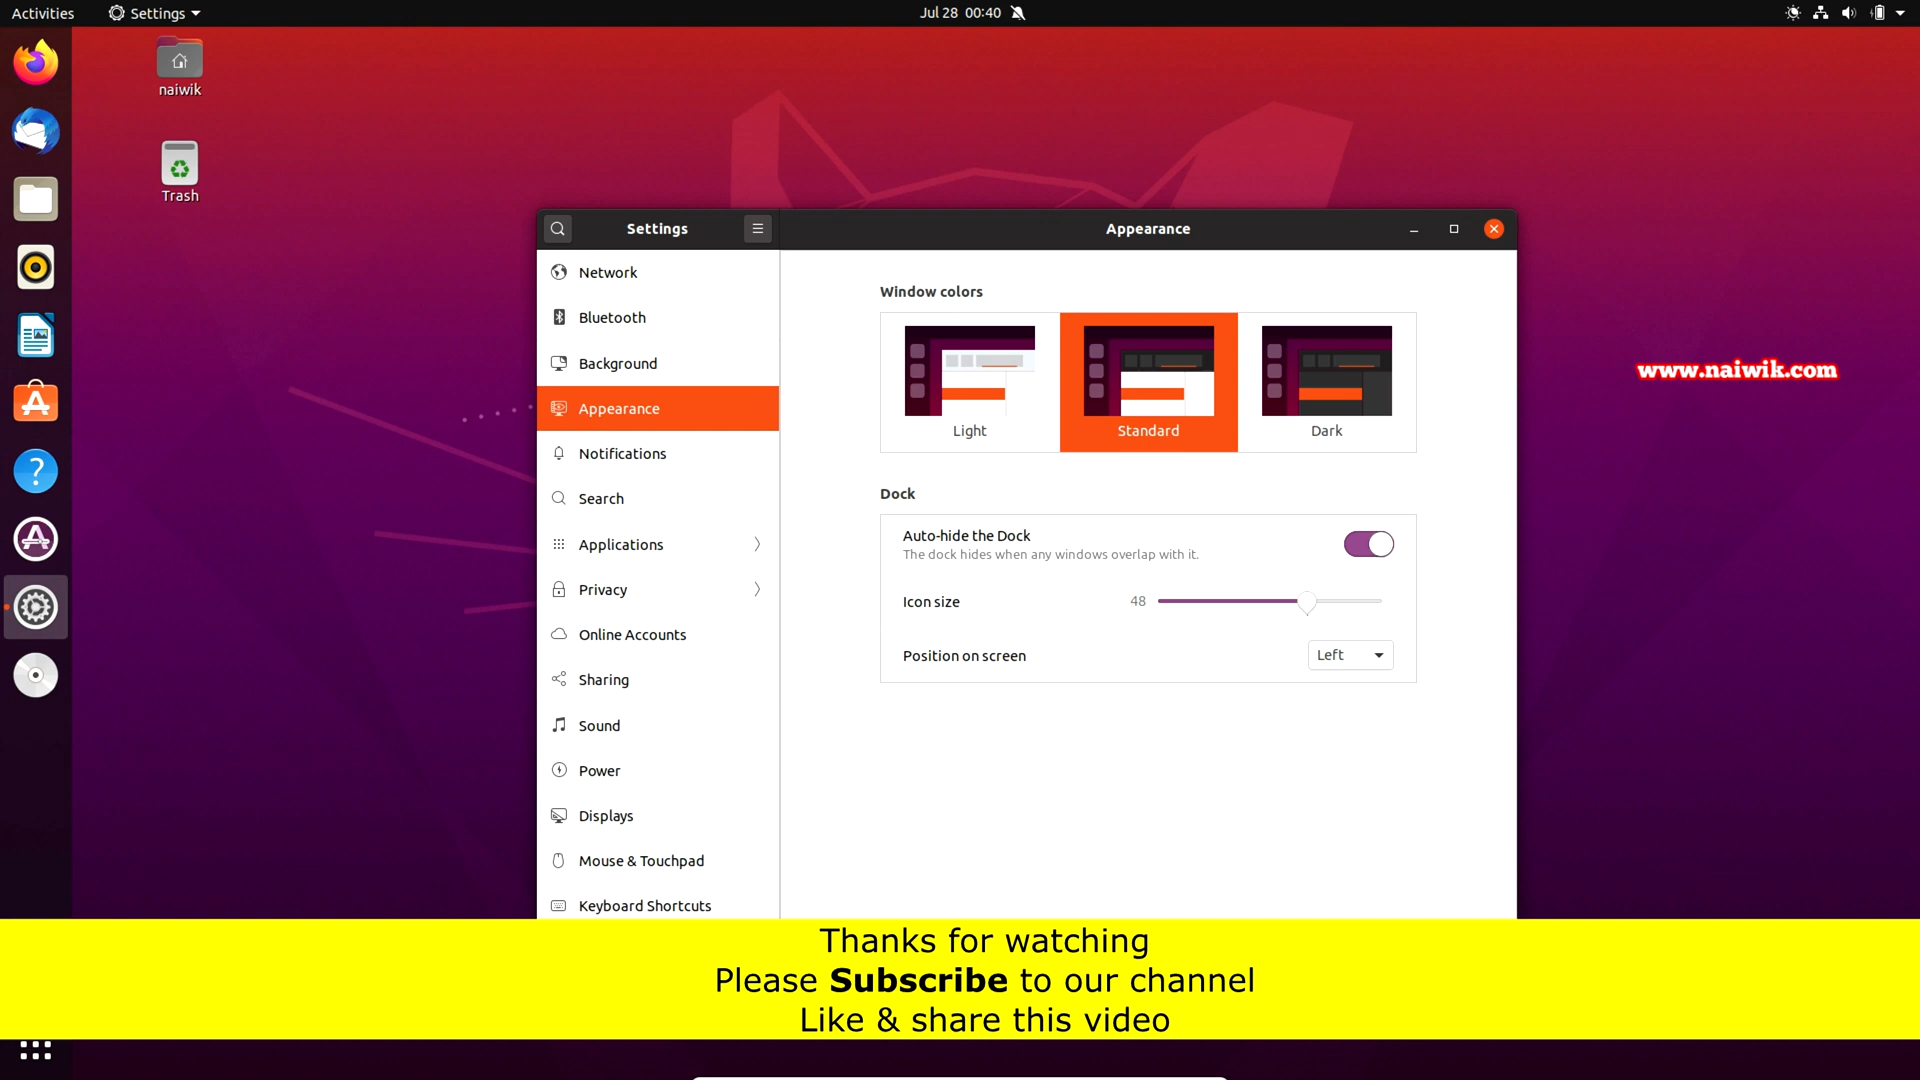 Activities
Settings
Jul 28 00:40
naiwik
Trash
Settings
Appearance
Network
Bluetooth
Background
Appearance
Notifications
Search
Applications
Privacy
Online Accounts
Sharing
Sound
Power
Displays
Mouse & Touchpad
Keyboard Shortcuts
Window colors
Light
Standard
Dark
Dock
Auto-hide the Dock
The dock hides when any windows overlap with it.
Icon size
48
Position on screen
Left
www.naiwik.com
Thanks for watching
Please Subscribe to our channel
Like & share this video